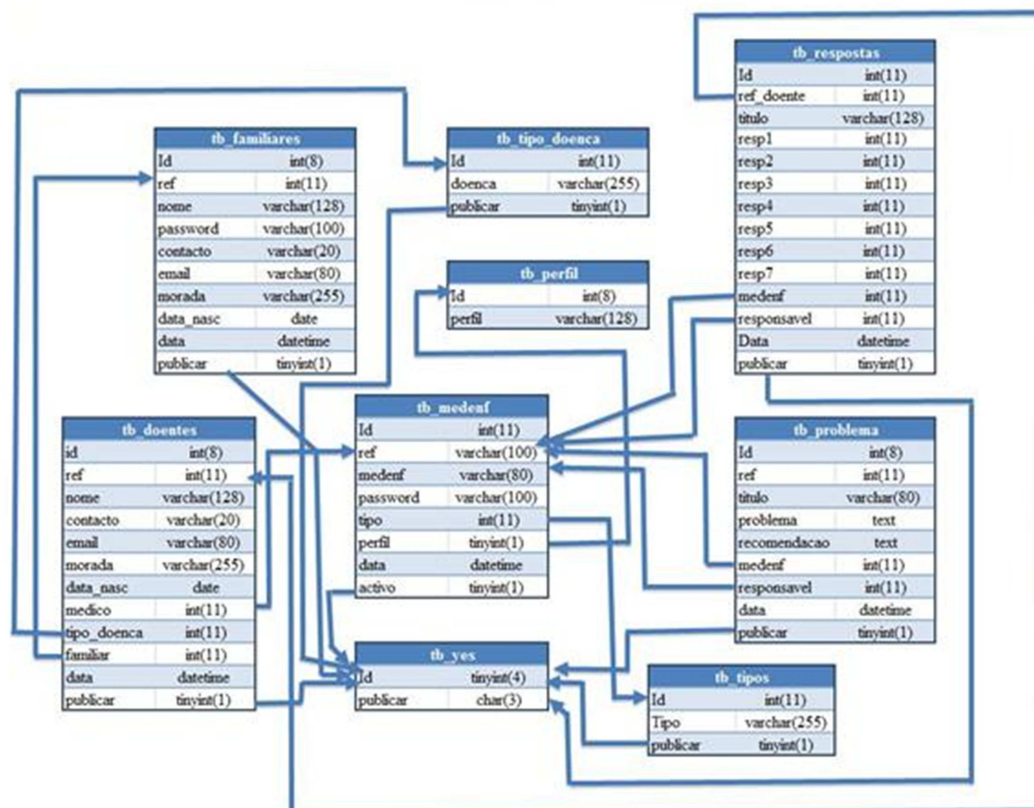 tb_respostas
Id int(11)
ref_doente int(11)
titulo varchar(128)
resp1 int(11)
resp2 int(11)
resp3 int(11)
resp4 int(11)
resp5 int(11)
resp6 int(11)
resp7 int(11)
medenf int(11)
responsavel int(11)
Data datetime
publicar tinyint(1)
tb_familiares
Id int(8)
ref int(11)
nome varchar(128)
password varchar(100)
contacto varchar(20)
email varchar(80)
morada varchar(255)
data_nasc date
data datetime
publicar tinyint(1)
tb_tipo_doenca
Id int(11)
doenca varchar(255)
publicar tinyint(1)
tb_perfil
Id int(8)
perfil varchar(128)
tb_medenf
Id int(11)
ref varchar(100)
medenf varchar(80)
password varchar(100)
tipo int(11)
perfil tinyint(1)
data datetime
activo tinyint(1)
tb_doentes
id int(8)
ref int(11)
nome varchar(128)
contacto varchar(20)
email varchar(80)
morada varchar(255)
data_nasc date
medico int(11)
tipo_doenca int(11)
familiar int(11)
data datetime
publicar tinyint(1)
tb_problema
Id int(8)
ref int(11)
titulo varchar(80)
problema text
recomendacao text
medenf int(11)
responsavel int(11)
data datetime
publicar tinyint(1)
tb_yes
Id tinyint(4)
publicar char(3)
tb_tipos
Id int(11)
Tipo varchar(255)
publicar tinyint(1)